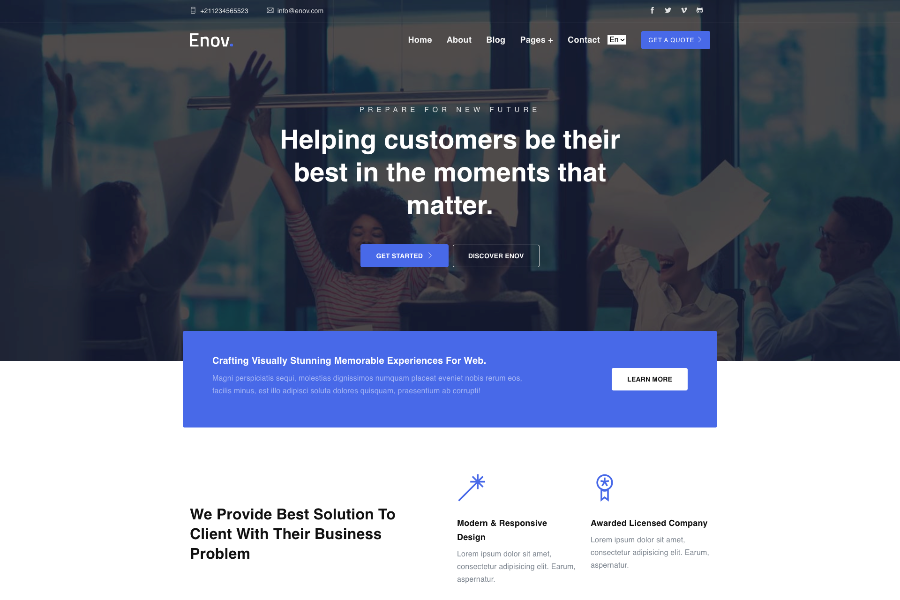 +211234565523
info@enov.com
Enov.
Home
About
Blog
Pages +
Contact
En
GET A QUOTE
PREPARE FOR NEW FUTURE
Helping customers be their
best in the moments that
matter.
GET STARTED
DISCOVER ENOV
Crafting Visually Stunning Memorable Experiences For Web.
Magni perspiciatis sequi, molestias dignissimos numquam placeat eveniet nobis rerum eos,
facilis minus, est illo adipisci soluta dolores quisquam, praesentium ab corrupti!
LEARN MORE
We Provide Best Solution To
Client With Their Business
Problem
Modern & Responsive
Design
Lorem ipsum dolor sit amet,
consectetur adipisicing elit. Earum,
aspernatur.
Awarded Licensed Company
Lorem ipsum dolor sit amet,
consectetur adipisicing elit. Earum,
aspernatur.